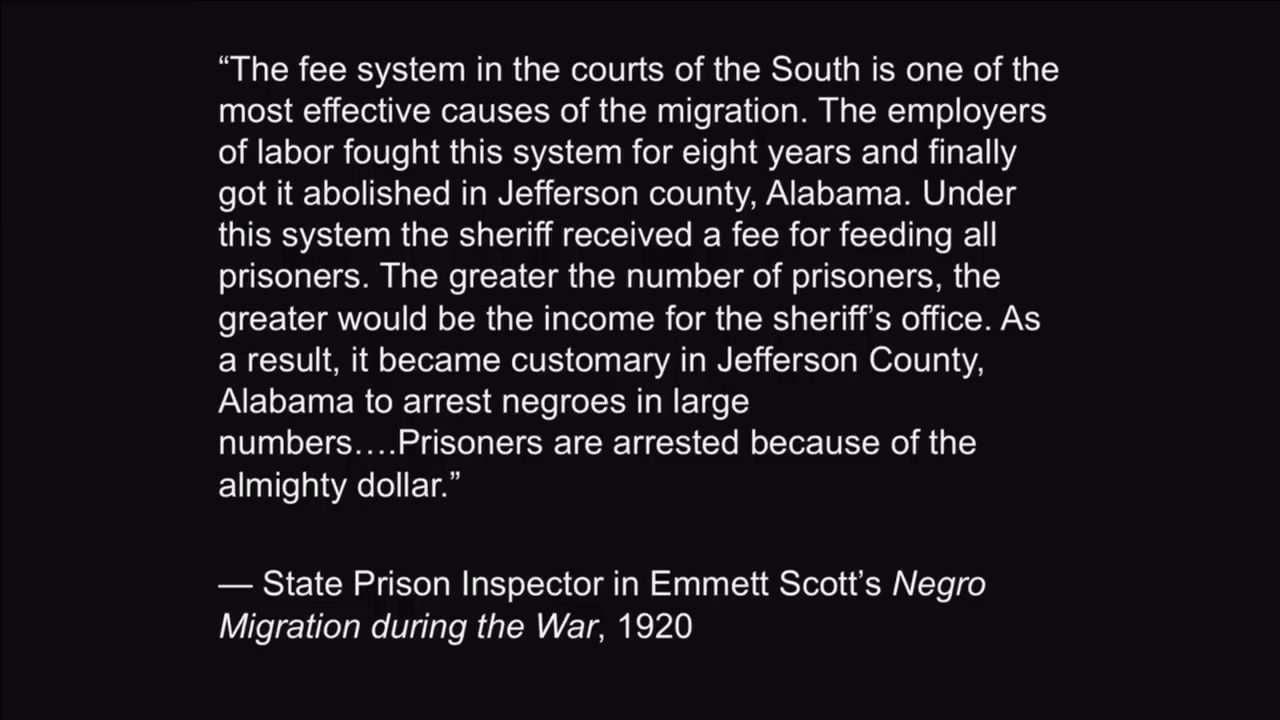 “The fee system in the courts of the South is one of the
most effective causes of the migration. The employers
of labor fought this system for eight years and finally
got it abolished in Jefferson county, Alabama. Under
this system the sheriff received a fee for feeding all
prisoners. The greater the number of prisoners, the
greater would be the income for the sheriff’s office. As
a result, it became customary in Jefferson County,
Alabama to arrest negroes in large
numbers….Prisoners are arrested because of the
almighty dollar.”
— State Prison Inspector in Emmett Scott’s Negro
Migration during the War, 1920